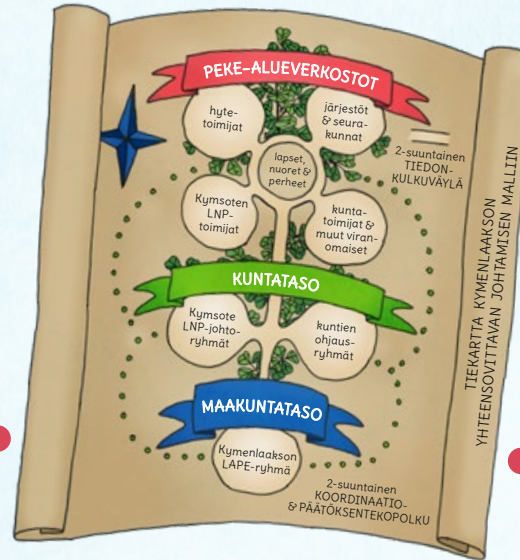 PEKE-ALUEVERKOSTOT
hyte-
toimijat
järjestöt
& seura-
kunnat
lapset,
nuoret &
perheet
2-suuntainen
TIEDON-
KULKUVÄYLÄ
Kymsoten
LNP-
toimijat
kunta-
toimijat &
muut viran-
omaiset
KUNTATASO
Kymsote
LNP-johto-
ryhmät
kuntien
ohjaus-
ryhmät
MAAKUNTATASO
Kymenlaakson
LAPE-ryhmä
2-suuntainen
KOORDINAATIO-
& PÄÄTÖKSENTEKOPOLKU
TIEKARTTA KYMENLAAKSON
YHTEENSOVITTAVAN JOHTAMISEN MALLIIN